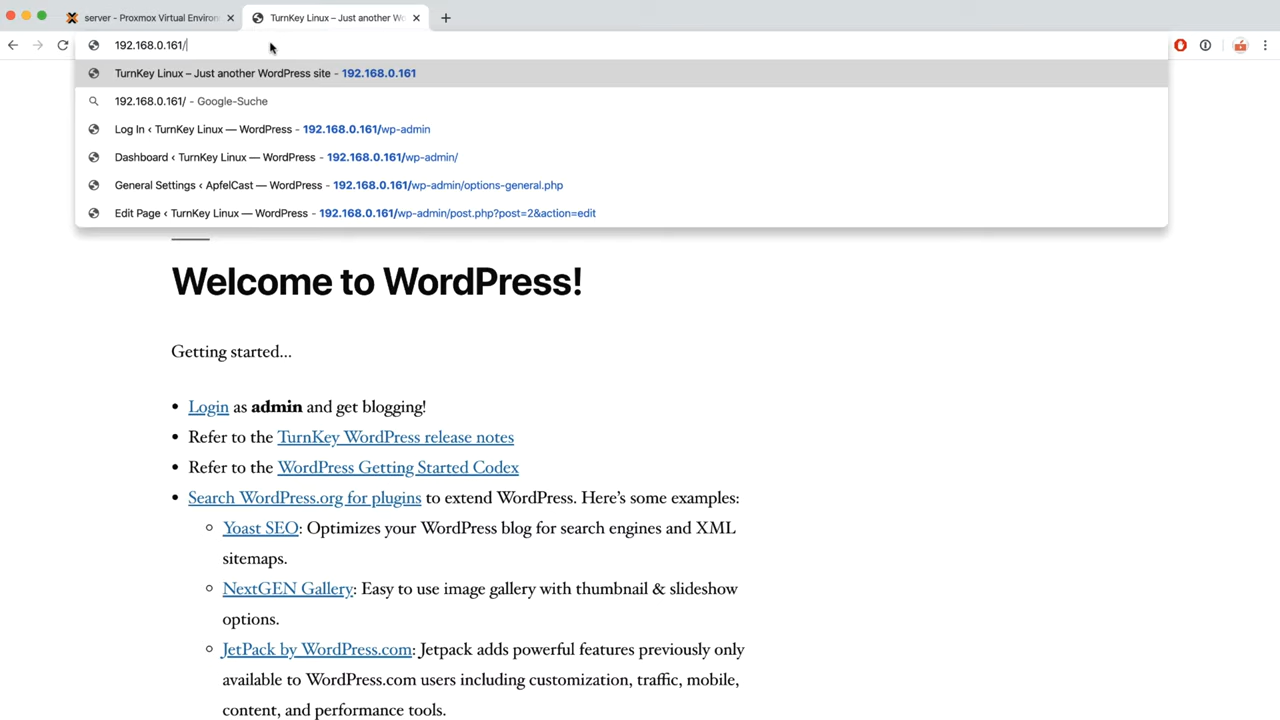 server - Proxmox Virtual Environ
TurnKey Linux – Just another Wo
192.168.0.161/
TurnKey Linux – Just another WordPress site - 192.168.0.161
192.168.0.161/ - Google-Suche
Log In ‹ TurnKey Linux — WordPress - 192.168.0.161/wp-admin
Dashboard ‹ TurnKey Linux — WordPress - 192.168.0.161/wp-admin/
General Settings ‹ ApfelCast — WordPress - 192.168.0.161/wp-admin/options-general.php
Edit Page ‹ TurnKey Linux — WordPress - 192.168.0.161/wp-admin/post.php?post=2&action=edit
Welcome to WordPress!
Getting started...
• Login as admin and get blogging!
• Refer to the TurnKey WordPress release notes
• Refer to the WordPress Getting Started Codex
• Search WordPress.org for plugins to extend WordPress. Here's some examples:
◦ Yoast SEO: Optimizes your WordPress blog for search engines and XML
sitemaps.
◦ NextGEN Gallery: Easy to use image gallery with thumbnail & slideshow
options.
◦ JetPack by WordPress.com: Jetpack adds powerful features previously only
available to WordPress.com users including customization, traffic, mobile,
content, and performance tools.